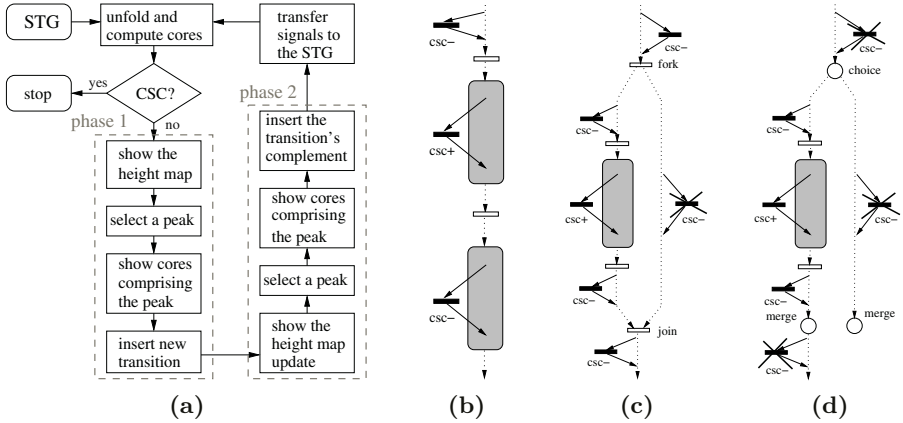 STG
unfold and
compute cores
transfer
signals to
the STG
stop
yes
CSC?
no
phase 1
phase 2
show the
height map
select a peak
show cores
comprising
the peak
insert new
transition
insert the
transition's
complement
show cores
comprising
the peak
select a peak
show the
height map
update
(a)
csc−
csc+
csc−
(b)
csc−
fork
csc−
csc+
csc−
csc−
join
csc−
(c)
csc−
choice
csc−
csc+
csc−
csc−
merge
merge
csc−
(d)